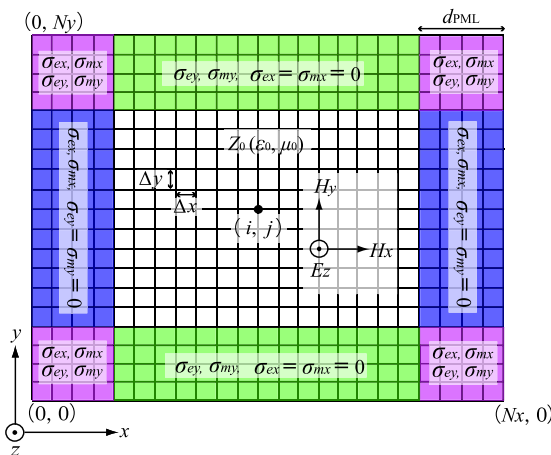 (0, Ny)
dPML
σex, σmx
σey, σmy
σey, σmy, σex = σmx = 0
σex, σmx
σey, σmy
σex, σmx, σey = σmy = 0
Z0 (ε0, μ0)
Δy
Δx
(i, j)
Hy
Hx
Ez
σex, σmx, σey = σmy = 0
σex, σmx
σey, σmy
σey, σmy, σex = σmx = 0
σex, σmx
σey, σmy
y
(0, 0)
(Nx, 0)
x
z